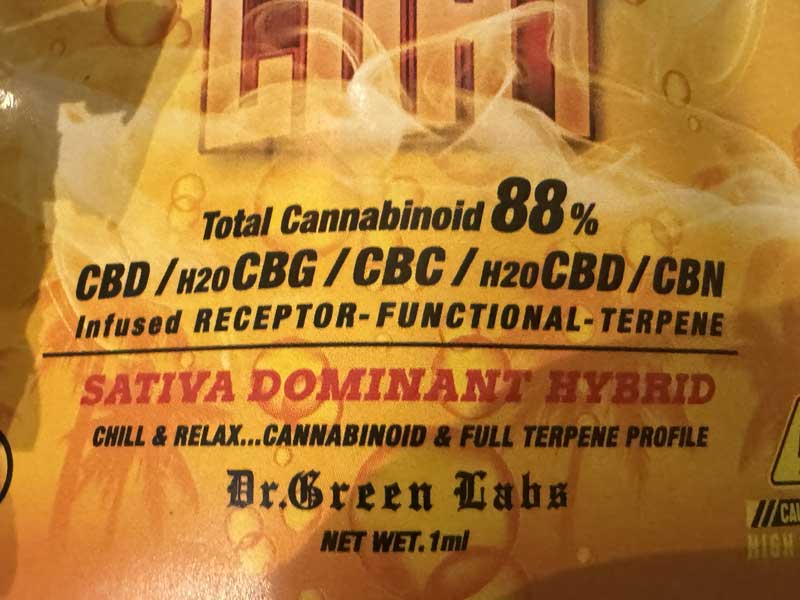 Total Cannabinoid 88%
CBD / H2OCBG / CBC / H2OCBD / CBN
Infused RECEPTOR-FUNCTIONAL-TERPENE
SATIVA DOMINANT HYBRID
CHILL & RELAX...CANNABINOID & FULL TERPENE PROFILE
Dr.Green Labs
NET WET. 1ml
HIGH